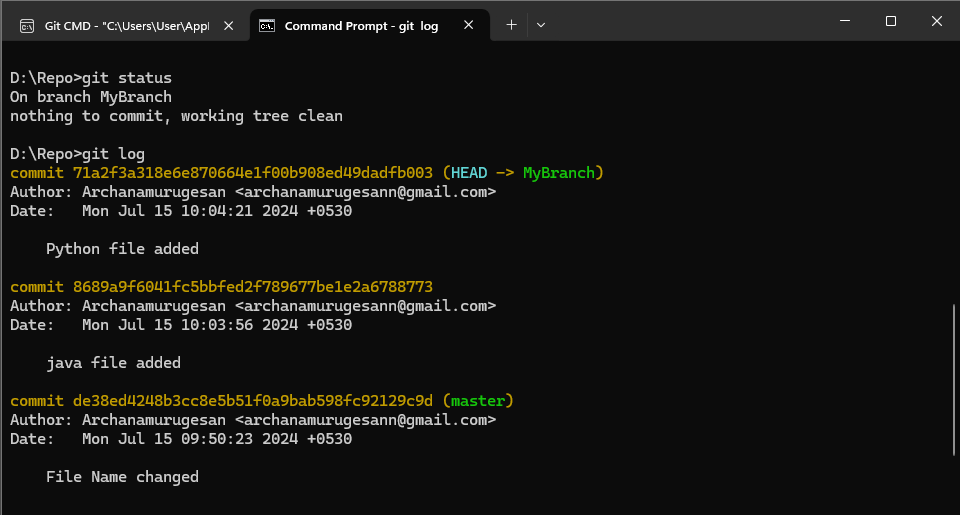 Git CMD - "C:\Users\User\AppI
Command Prompt - git log
D:\Repo>git status
On branch MyBranch
nothing to commit, working tree clean
D:\Repo>git log
commit 71a2f3a318e6e870664e1f00b908ed49dadfb003 (HEAD -> MyBranch)
Author: Archanamurugesan <archanamurugesann@gmail.com>
Date:   Mon Jul 15 10:04:21 2024 +0530
Python file added
commit 8689a9f6041fc5bbfed2f789677be1e2a6788773
Author: Archanamurugesan <archanamurugesann@gmail.com>
Date:   Mon Jul 15 10:03:56 2024 +0530
java file added
commit de38ed4248b3cc8e5b51f0a9bab598fc92129c9d (master)
Author: Archanamurugesan <archanamurugesann@gmail.com>
Date:   Mon Jul 15 09:50:23 2024 +0530
File Name changed